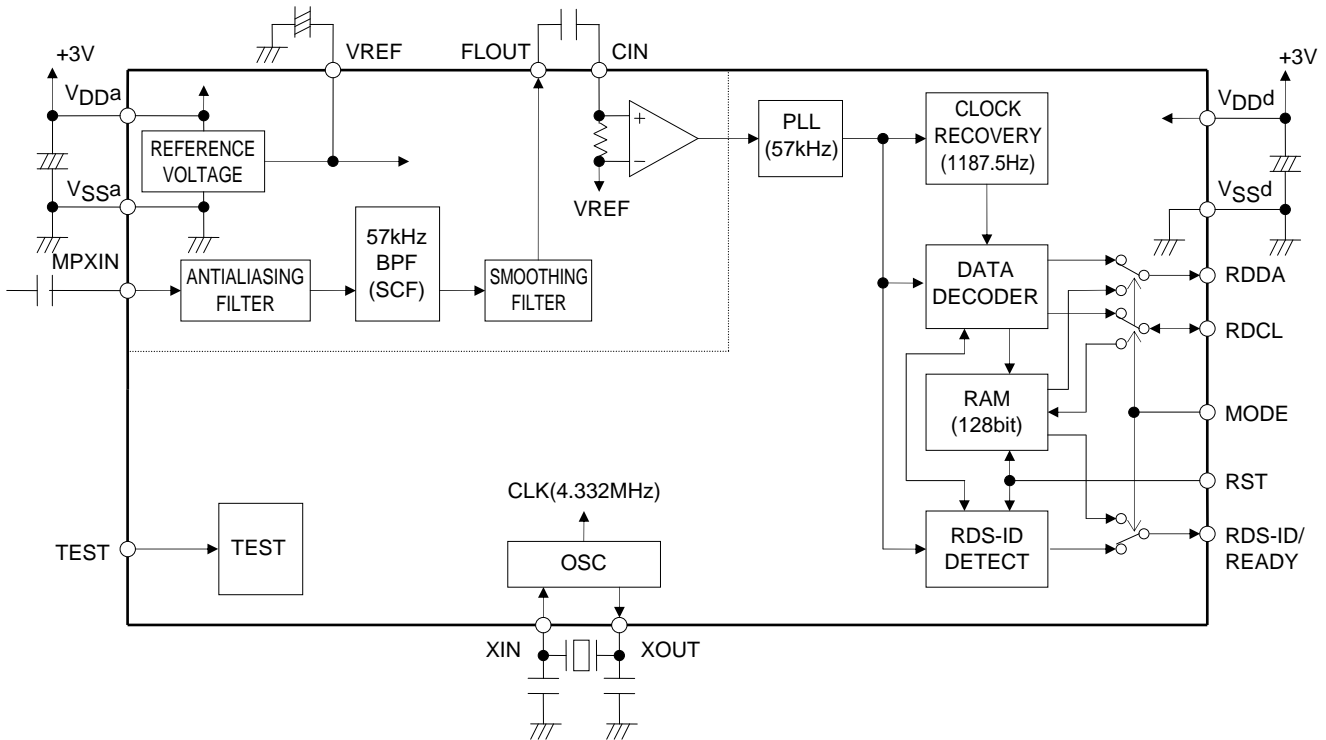 +3V
VREF
FLOUT
CIN
+3V
VDDa
REFERENCE
VOLTAGE
VSSa
+
−
VREF
PLL
(57kHz)
CLOCK
RECOVERY
(1187.5Hz)
VDDd
VSSd
MPXIN
ANTIALIASING
FILTER
57kHz
BPF
(SCF)
SMOOTHING
FILTER
DATA
DECODER
RDDA
RDCL
RAM
(128bit)
MODE
RST
CLK(4.332MHz)
TEST
TEST
OSC
RDS-ID
DETECT
RDS-ID/
READY
XIN
XOUT